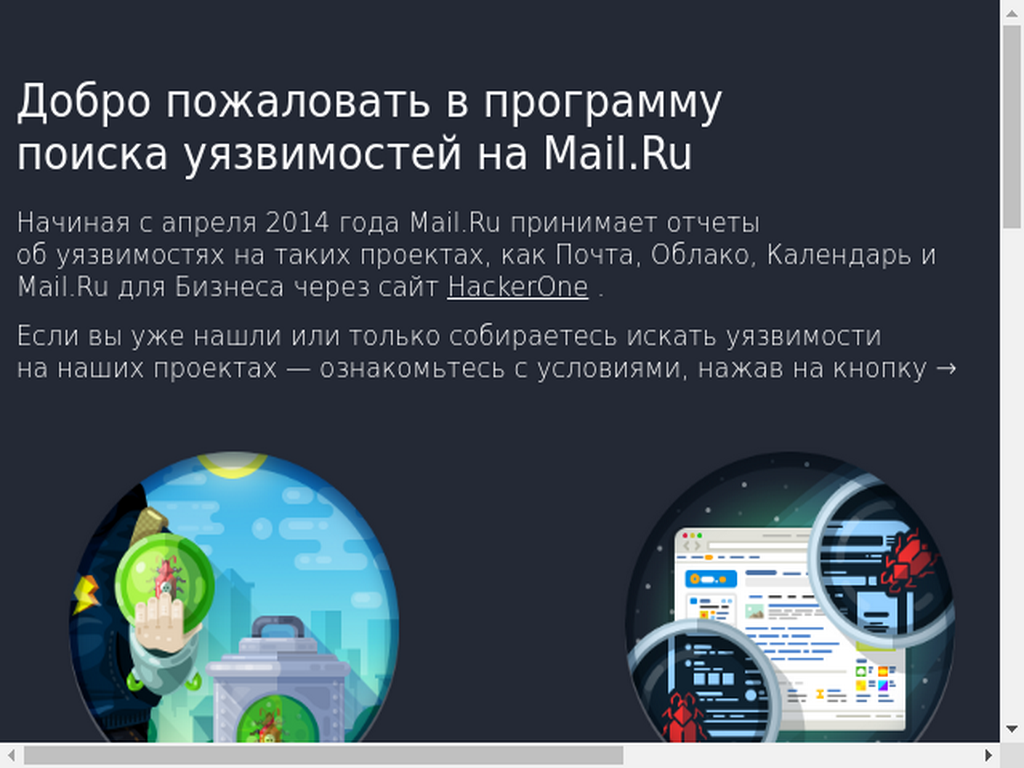 Добро пожаловать в программу
поиска уязвимостей на Mail.Ru
Начиная с апреля 2014 года Mail.Ru принимает отчеты
об уязвимостях на таких проектах, как Почта, Облако, Календарь и
Mail.Ru для Бизнеса через сайт HackerOne .
Если вы уже нашли или только собираетесь искать уязвимости
на наших проектах — ознакомьтесь с условиями, нажав на кнопку →